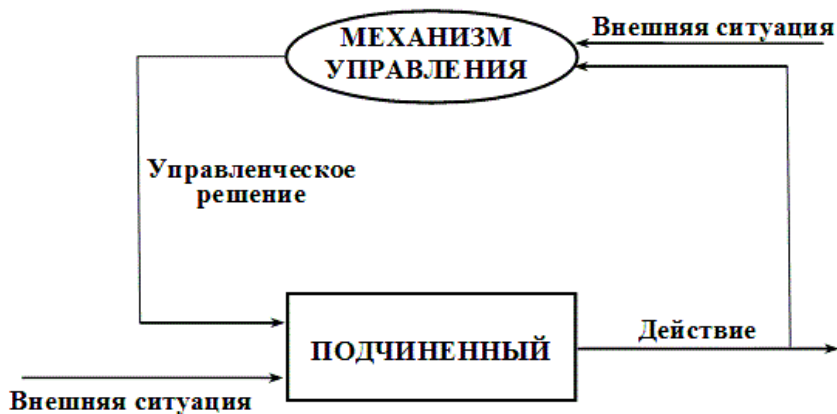 МЕХАНИЗМ
УПРАВЛЕНИЯ
Внешняя ситуация
Управленческое
решение
ПОДЧИНЕННЫЙ
Действие
Внешняя ситуация